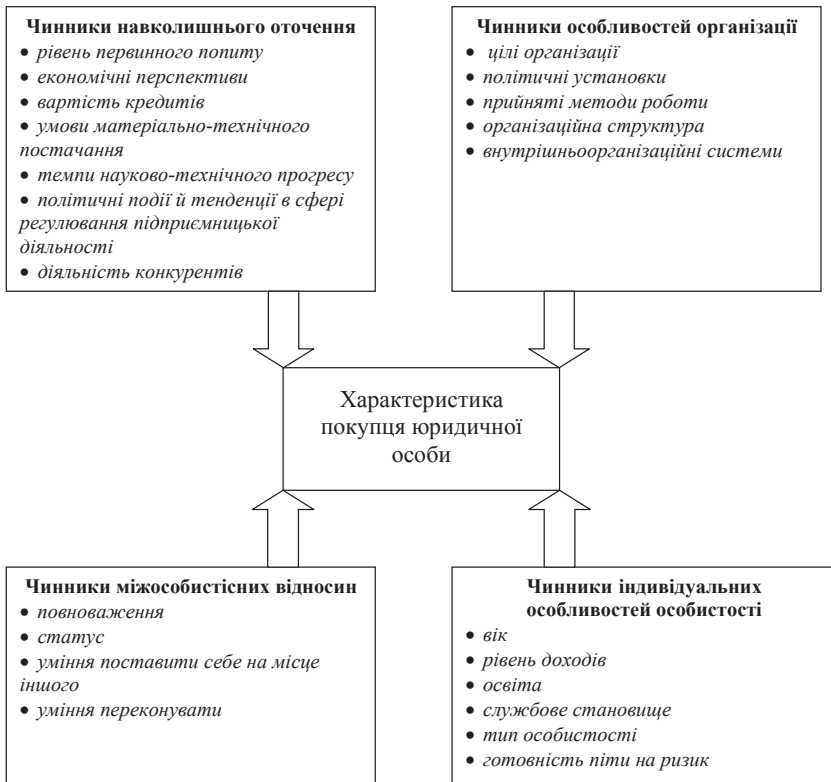 Чинники навколишнього оточення
• рівень первинного попиту
• економічні перспективи
• вартість кредитів
• умови матеріально-технічного
постачання
• темпи науково-технічного прогресу
• політичні події й тенденції в сфері
регулювання підприємницької
діяльності
• діяльність конкурентів
Чинники особливостей організації
• цілі організації
• політичні установки
• прийняті методи роботи
• організаційна структура
• внутрішньоорганізаційні системи
Характеристика
покупця юридичної
особи
Чинники міжособистісних відносин
• повноваження
• статус
• уміння поставити себе на місце
іншого
• уміння переконувати
Чинники індивідуальних
особливостей особистості
• вік
• рівень доходів
• освіта
• службове становище
• тип особистості
• готовність піти на ризик